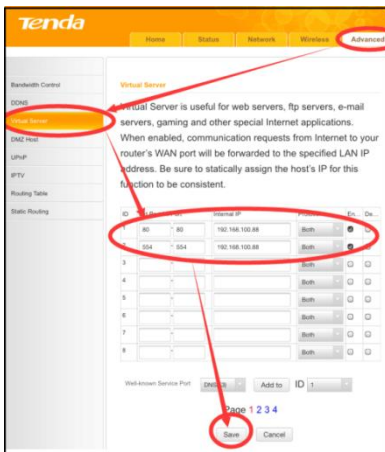 Tenda
Home Status Network Wireless Advanced
Bandwidth Control
DDNS
Virtual Server
DMZ Host
UPnP
IPTV
Routing Table
Static Routing
Virtual Server
Virtual Server is useful for web servers, ftp servers, e-mail
servers, gaming and other special Internet applications.
When enabled, communication requests from Internet to your
router's WAN port will be forwarded to the specified LAN IP
address. Be sure to statically assign the host's IP for this
function to be consistent.
ID Internal IP En... De...
1 80 - 80 192.168.100.88 Both
2 554 - 554 192.168.100.88 Both
3 - Both
4 - Both
5 - Both
6 - Both
7 - Both
8 - Both
Well-known Service Port Add to ID 1
Page 1 2 3 4
Save Cancel